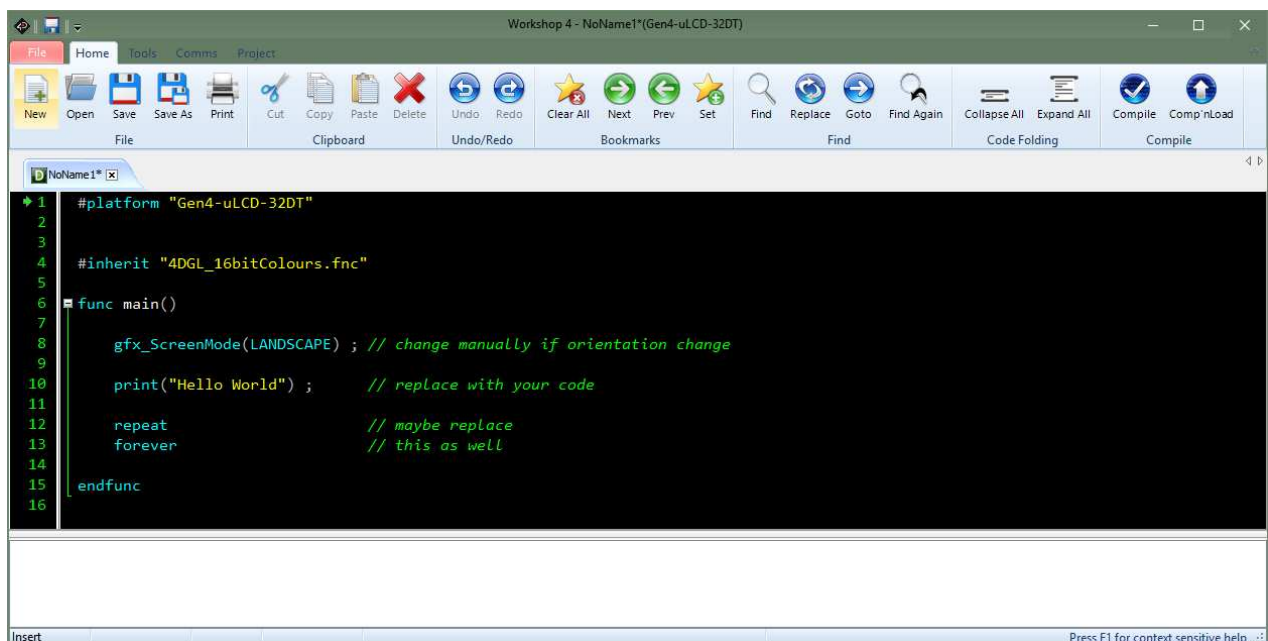 Workshop 4 - NoName1*(Gen4-uLCD-32DT)
File Home Tools Comms Project
New Open Save Save As Print Cut Copy Paste Delete Undo Redo Clear All Next Prev Set Find Replace Goto Find Again Collapse All Expand All Compile Comp'nLoad
File Clipboard Undo/Redo Bookmarks Find Code Folding Compile
NoName1*
1 #platform "Gen4-uLCD-32DT"
2
3
4 #inherit "4DGL_16bitColours.fnc"
5
6 func main()
7
8 gfx_ScreenMode(LANDSCAPE) ; // change manually if orientation change
9
10 print("Hello World") ; // replace with your code
11
12 repeat // maybe replace
13 forever // this as well
14
15 endfunc
16
Insert Press F1 for context sensitive help